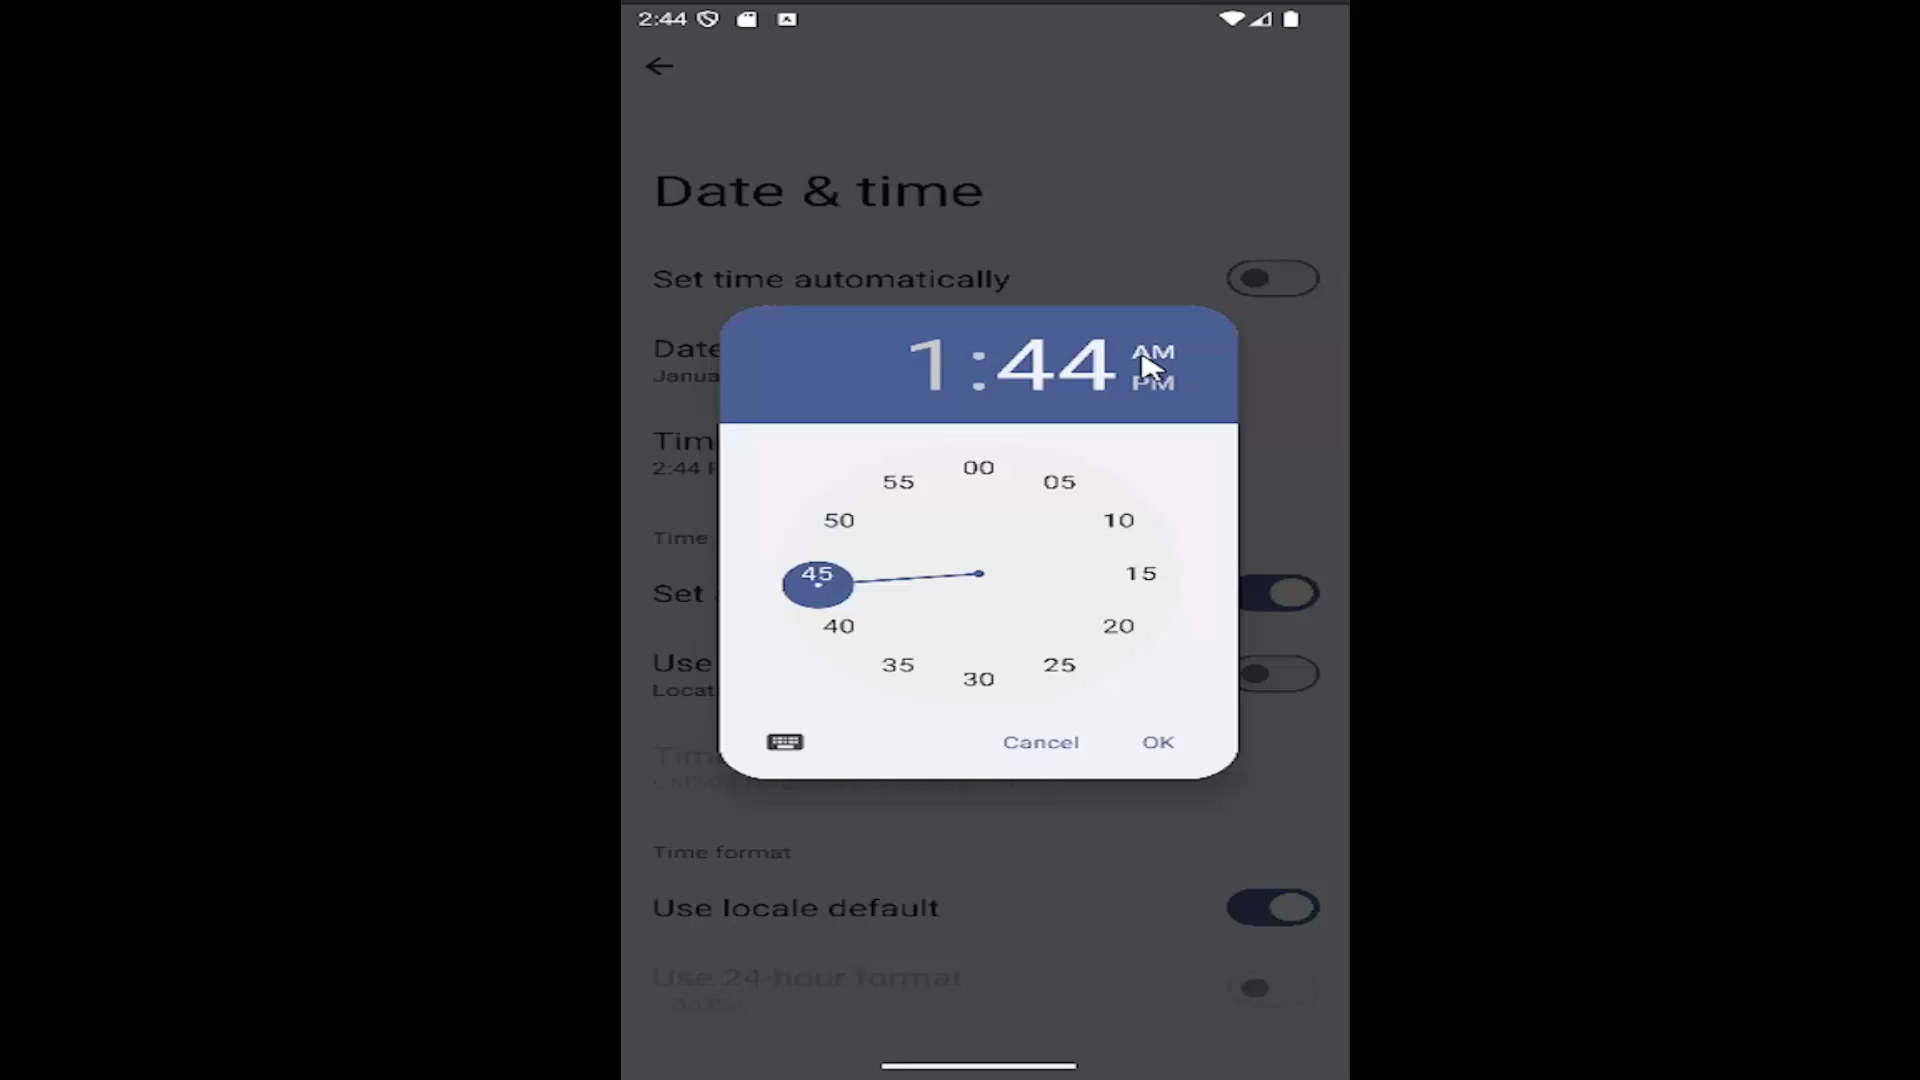 2:44
Date & time
Set time automatically
1:44
AM
PM
Date
Janua
Tim
2:44 P
00
55
05
50
10
Time
45
15
Set
40
20
Use
Locat
35
25
30
Cancel
OK
Time format
Use locale default
Use 24-hour format